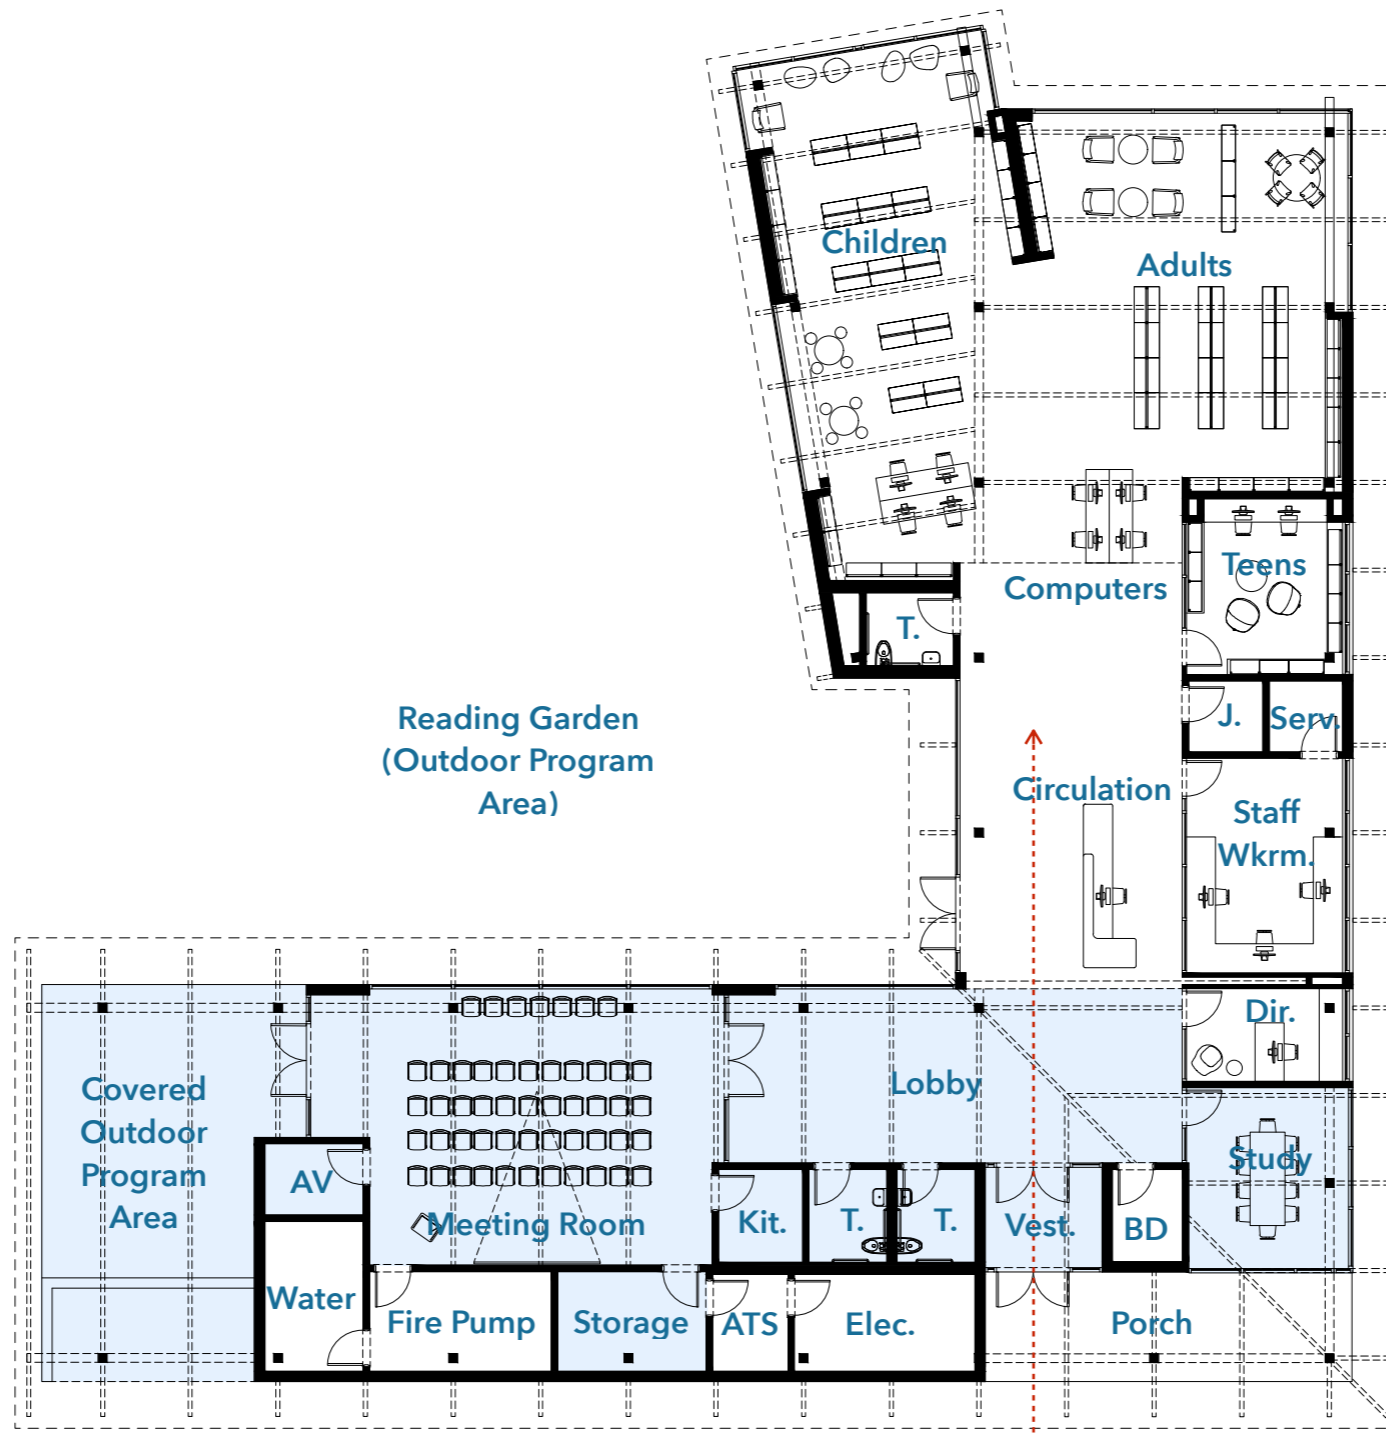 Children
Adults
Computers
Teens
T.
J.
Serv.
Reading Garden
(Outdoor Program
Area)
Circulation
Staff
Wkrm.
Dir.
Lobby
Covered
Outdoor
Program
Area
AV
Meeting Room
Kit.
T.
T.
Vest.
BD
Study
Water
Fire Pump
Storage
ATS
Elec.
Porch